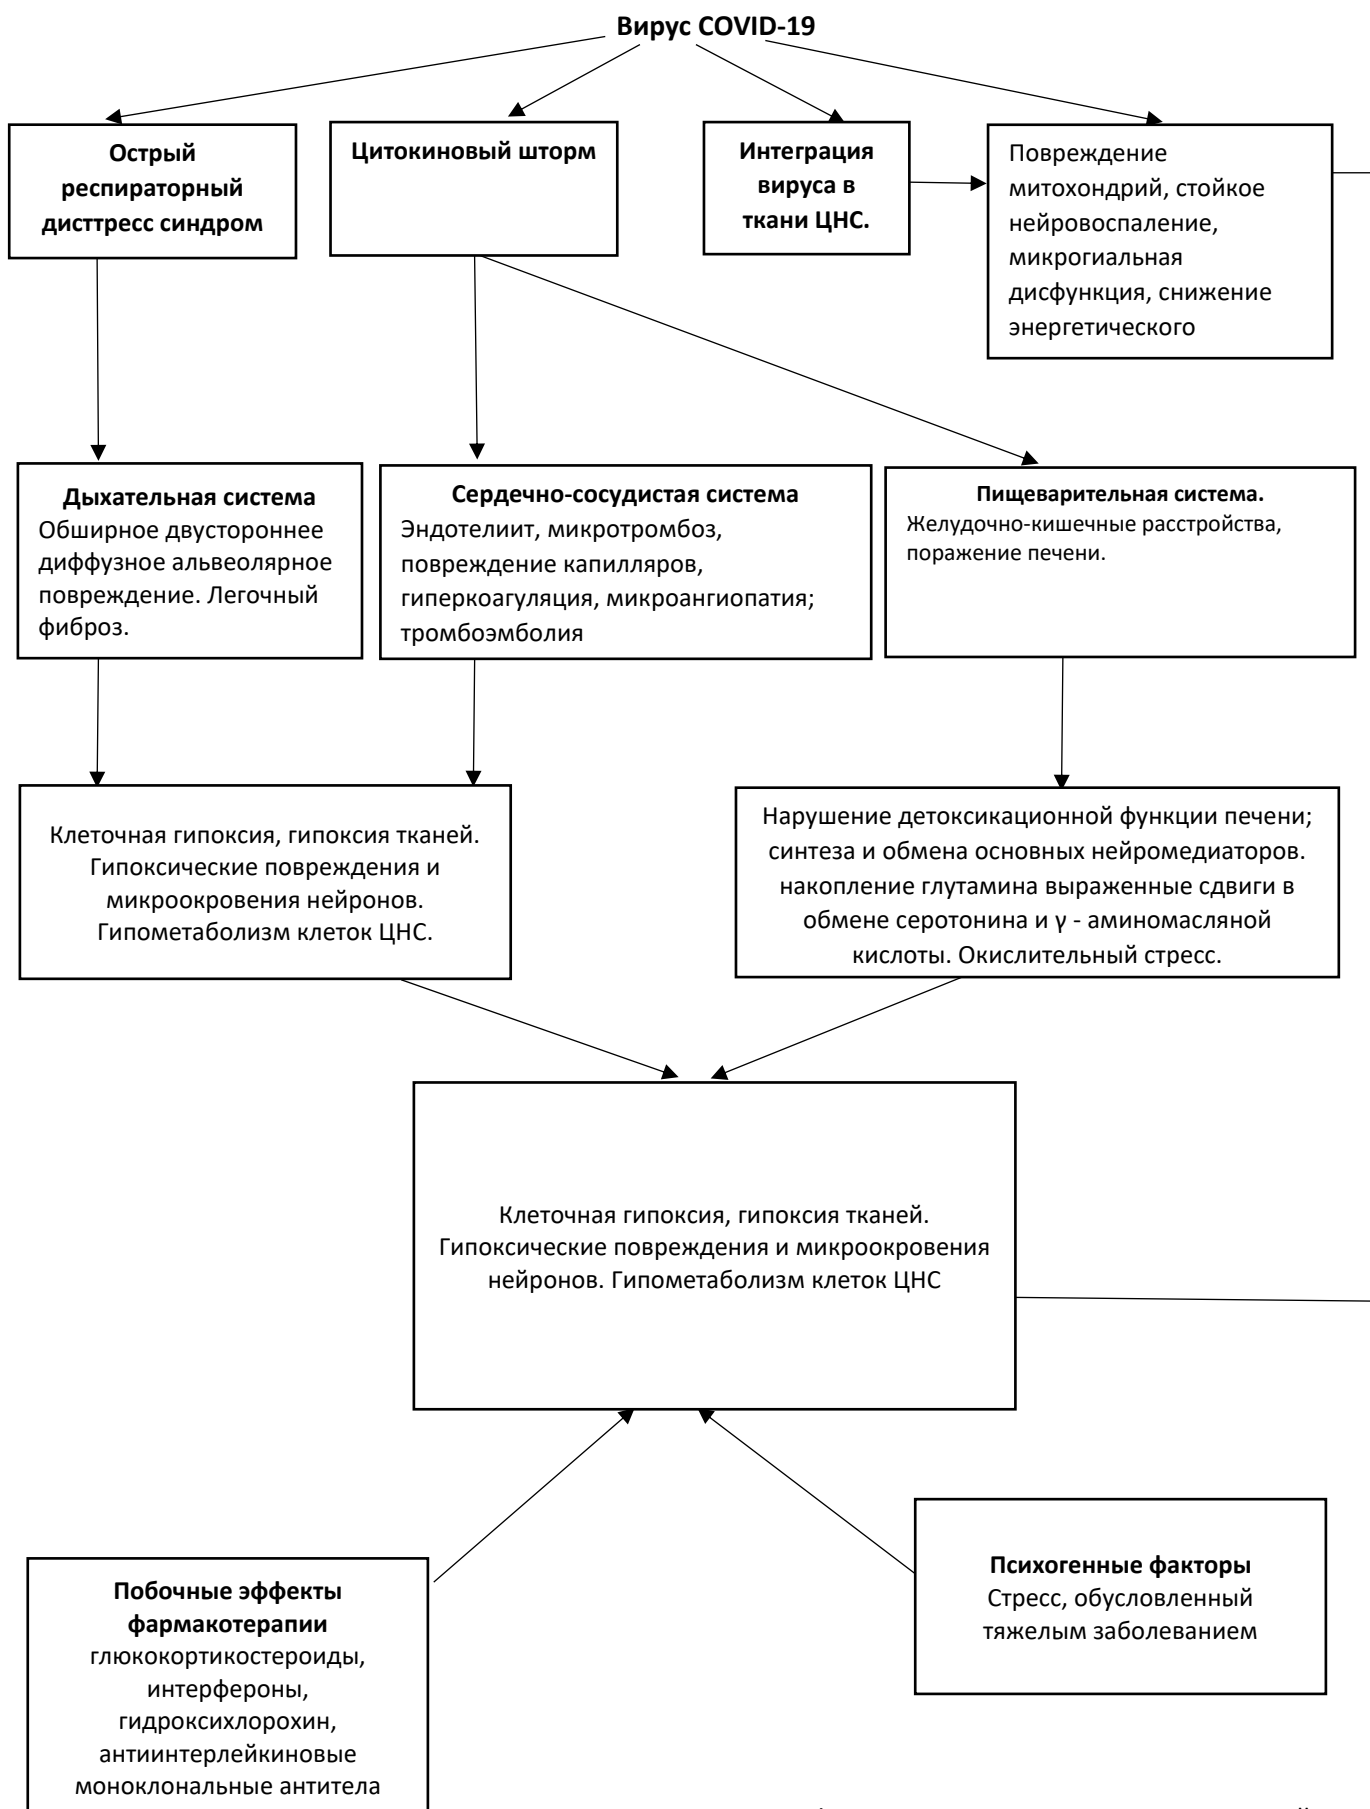 Вирус COVID-19
Острый
респираторный
дисттресс синдром
Цитокиновый шторм
Интеграция
вируса в
ткани ЦНС.
Повреждение
митохондрий, стойкое
нейровоспаление,
микрогиальная
дисфункция, снижение
энергетического
Дыхательная система
Обширное двустороннее
диффузное альвеолярное
повреждение. Легочный
фиброз.
Сердечно-сосудистая система
Эндотелиит, микротромбоз,
повреждение капилляров,
гиперкоагуляция, микроангиопатия;
тромбоэмболия
Пищеварительная система.
Желудочно-кишечные расстройства,
поражение печени.
Клеточная гипоксия, гипоксия тканей.
Гипоксические повреждения и
микроокровения нейронов.
Гипометаболизм клеток ЦНС.
Нарушение детоксикационной функции печени;
синтеза и обмена основных нейромедиаторов.
накопление глутамина выраженные сдвиги в
обмене серотонина и γ - аминомасляной
кислоты. Окислительный стресс.
Клеточная гипоксия, гипоксия тканей.
Гипоксические повреждения и микроокровения
нейронов. Гипометаболизм клеток ЦНС
Психогенные факторы
Стресс, обусловленный
тяжелым заболеванием
Побочные эффекты
фармакотерапии
глюкокортикостероиды,
интерфероны,
гидроксихлорохин,
антиинтерлейкиновые
моноклональные антитела